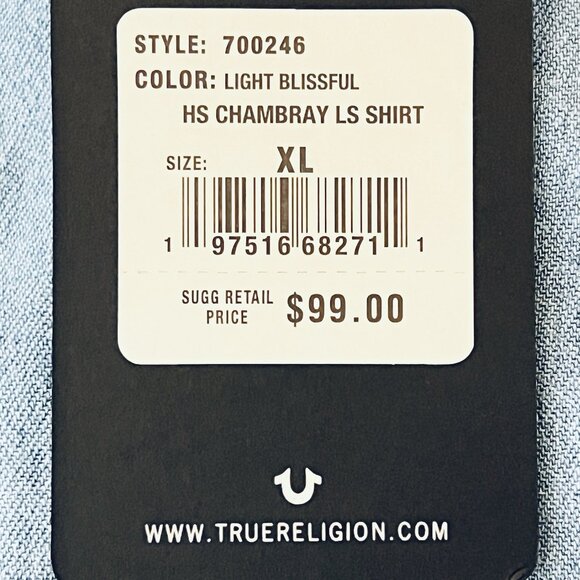 STYLE: 700246
COLOR: LIGHT BLISSFUL
HS CHAMBRAY LS SHIRT
SIZE: XL
1 97516 68271 1
SUGG RETAIL PRICE $99.00
WWW.TRUERELIGION.COM